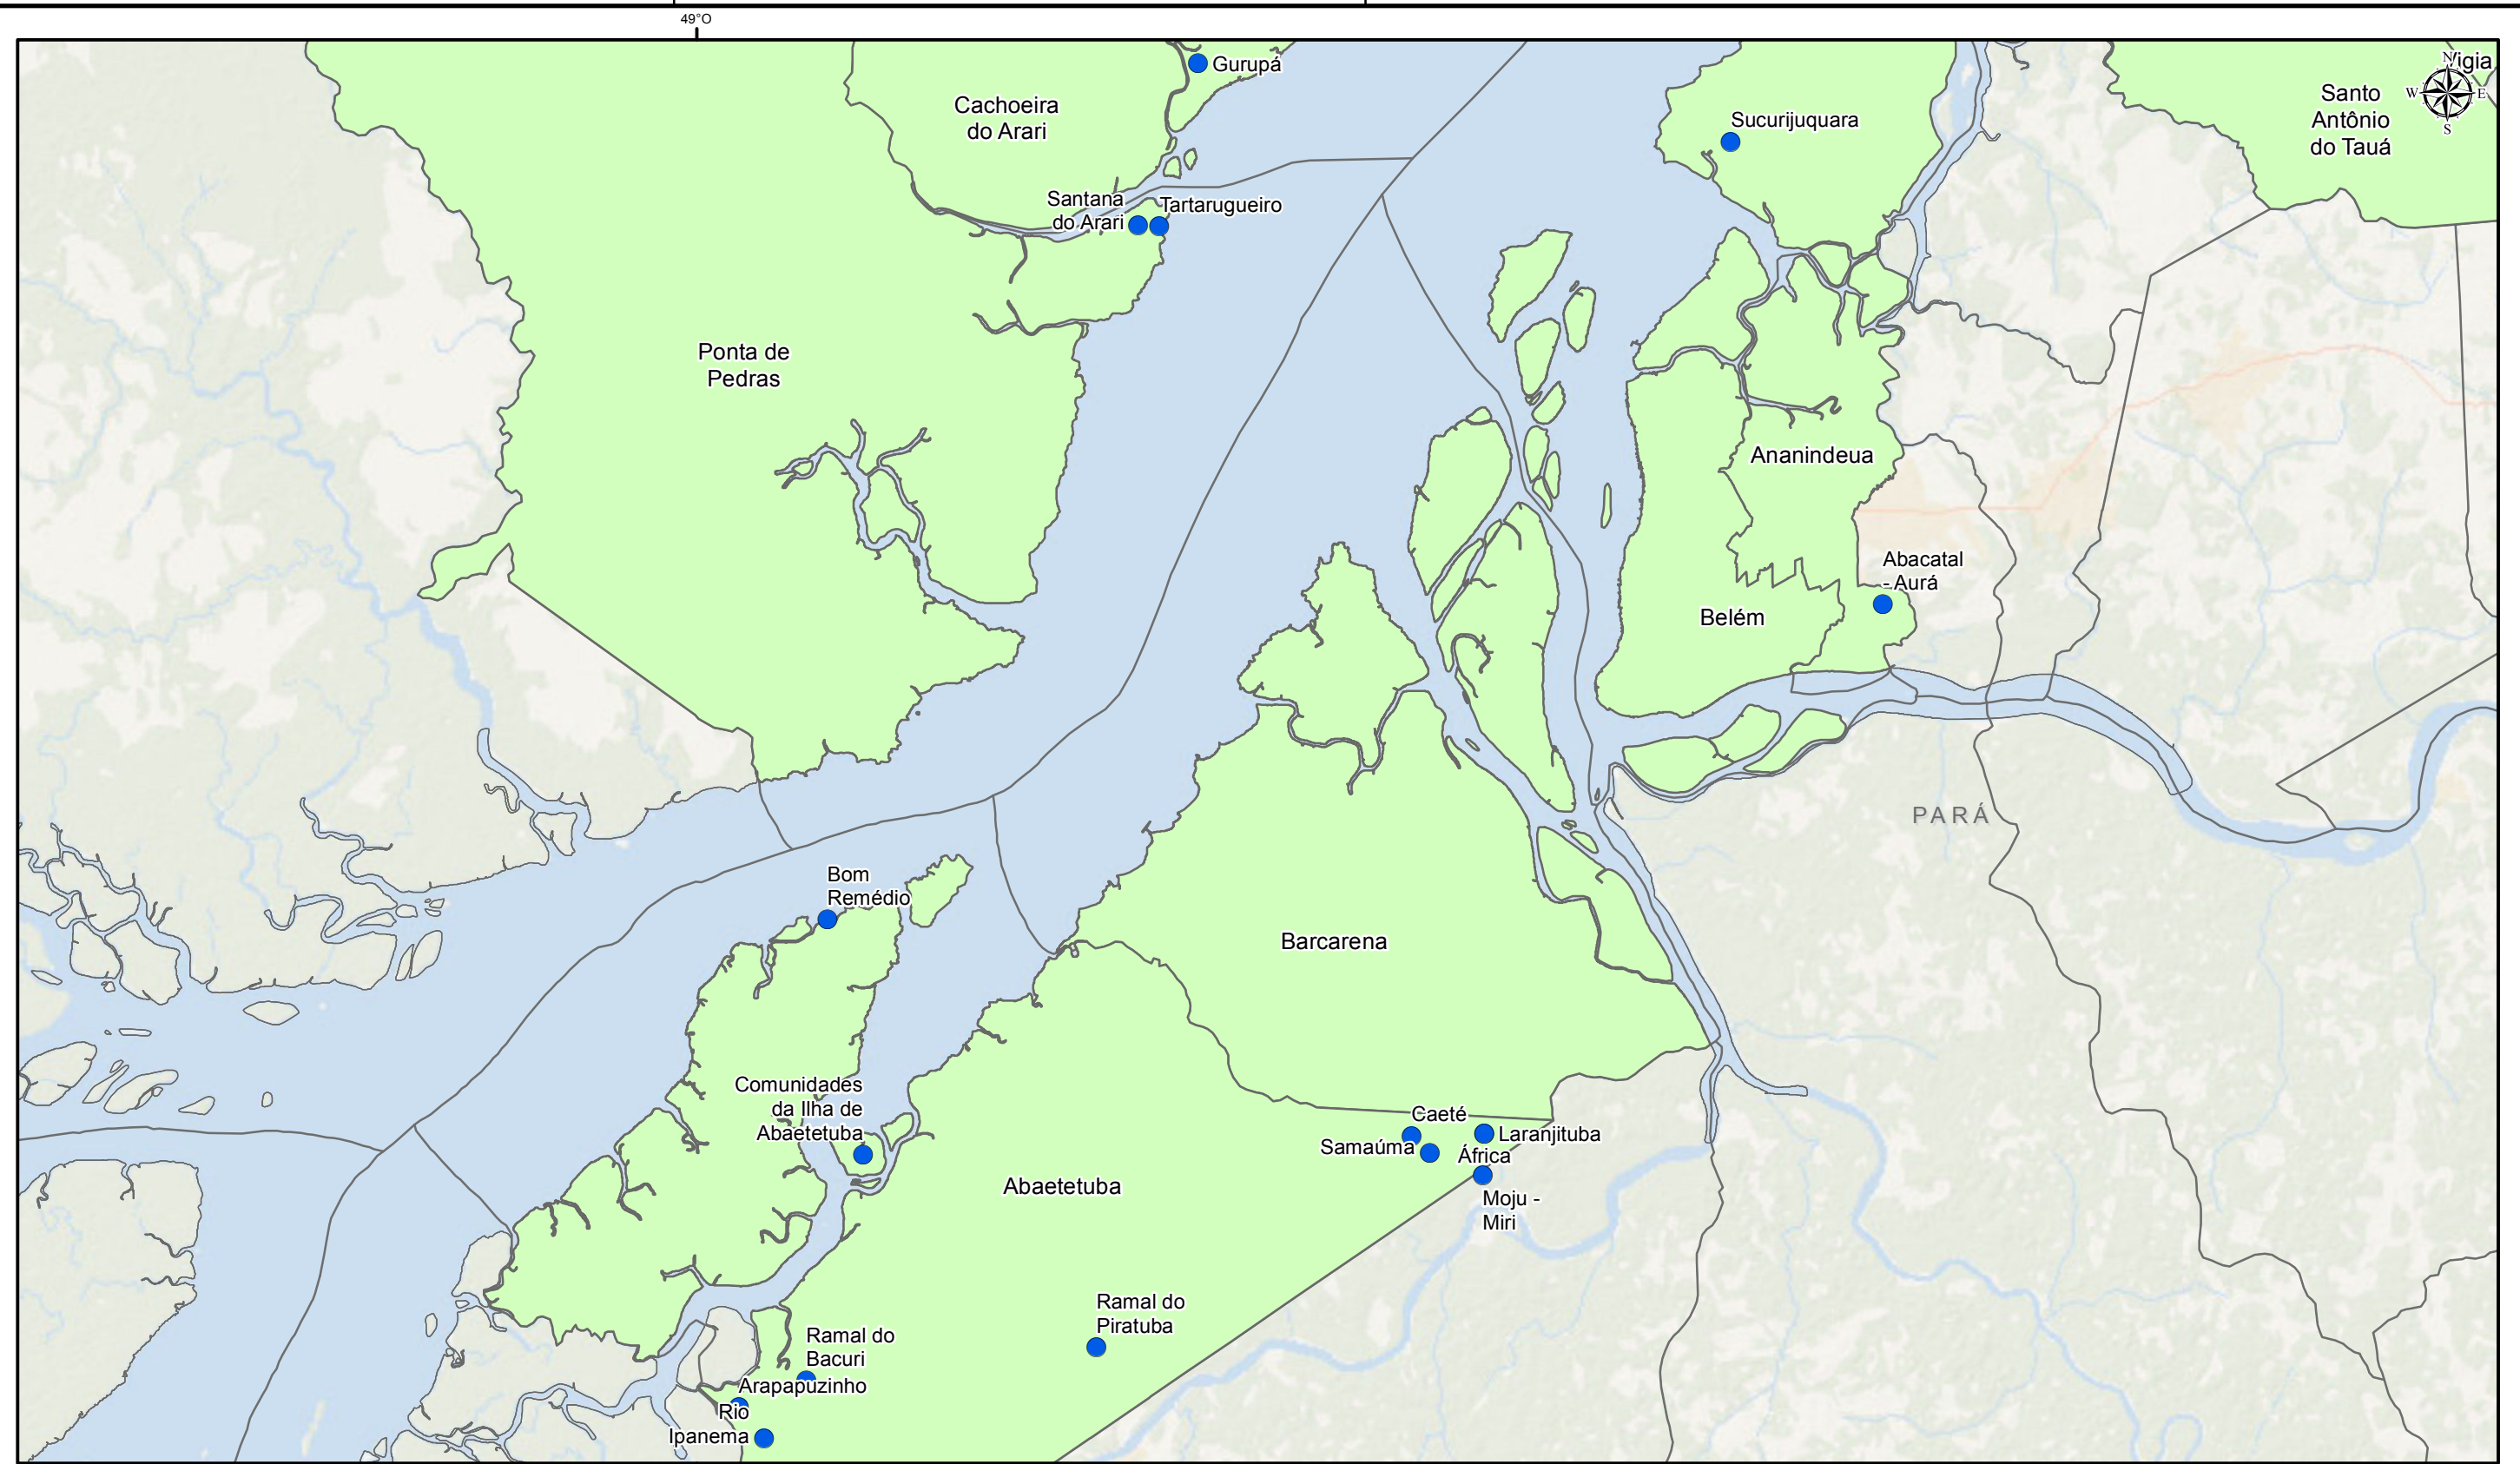 49°O
Gurupá
Cachoeira
do Arari
Sucurijuquara
Vigia
Santo
Antônio
do Tauá
N
W
E
S
Santana
do Arari
Tartarugueiro
Ponta de
Pedras
Ananindeua
Abacatal
- Aurá
Belém
PARÁ
Bom
Remédio
Barcarena
Comunidades
da Ilha de
Abaetetuba
Caeté
Laranjituba
Samaúma
África
Abaetetuba
Moju -
Miri
Ramal do
Piratuba
Ramal do
Bacuri
Arapapuzinho
Rio
Ipanema